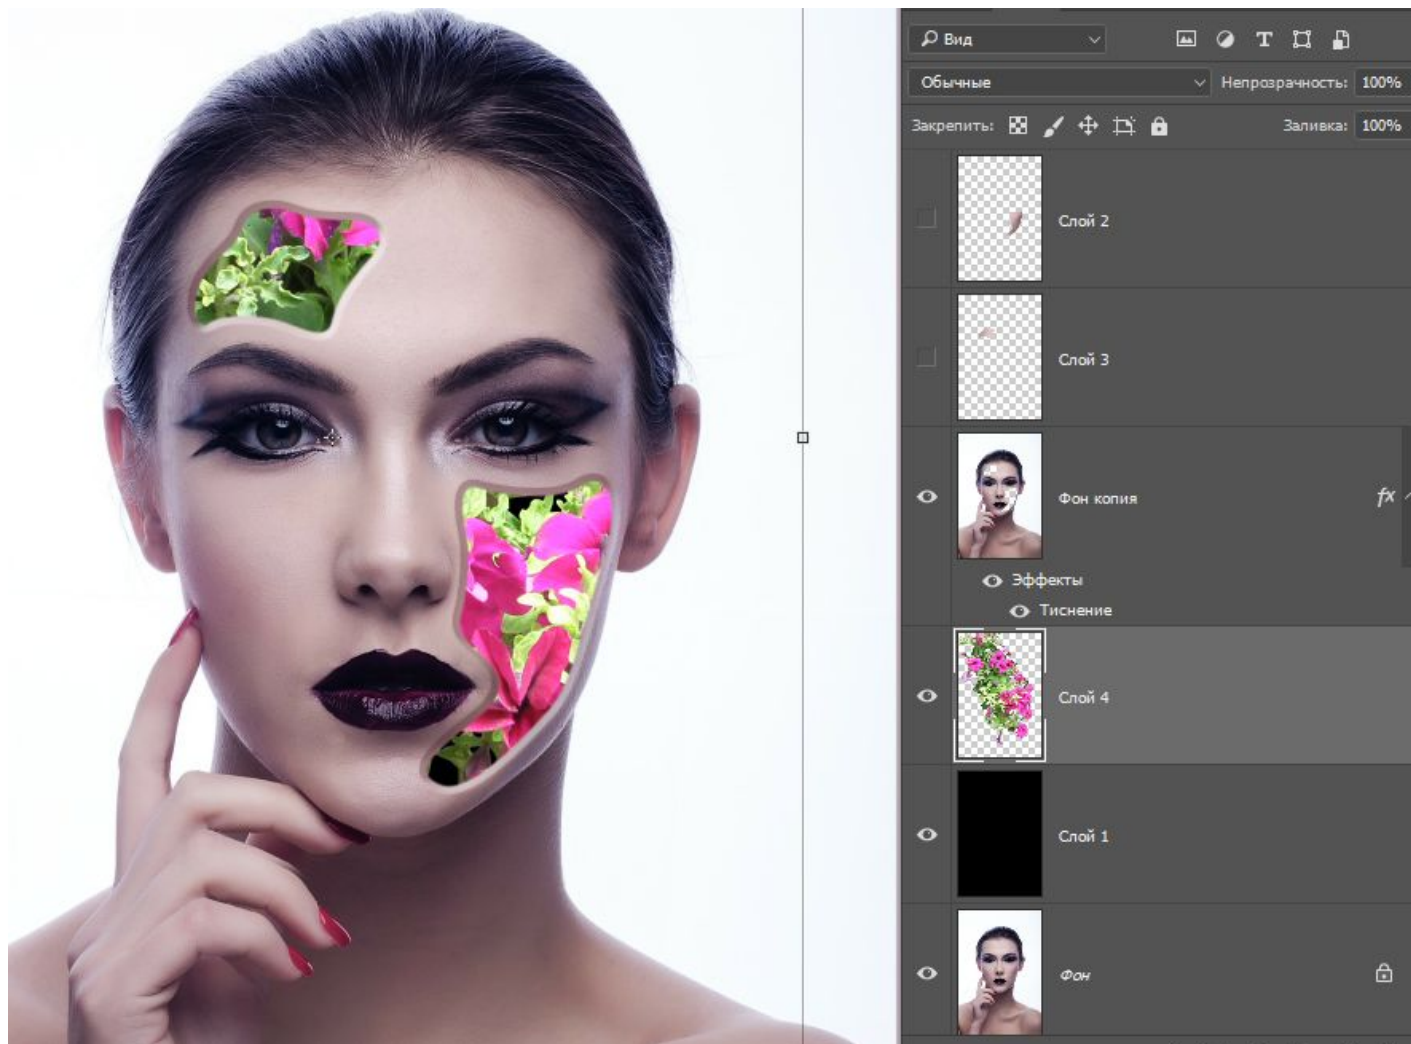 Вид
Обычные
Непрозрачность: 100%
Закрепить:
Заливка: 100%
Слой 2
Слой 3
Фон копия
fx
Эффекты
Тиснение
Слой 4
Слой 1
Фон